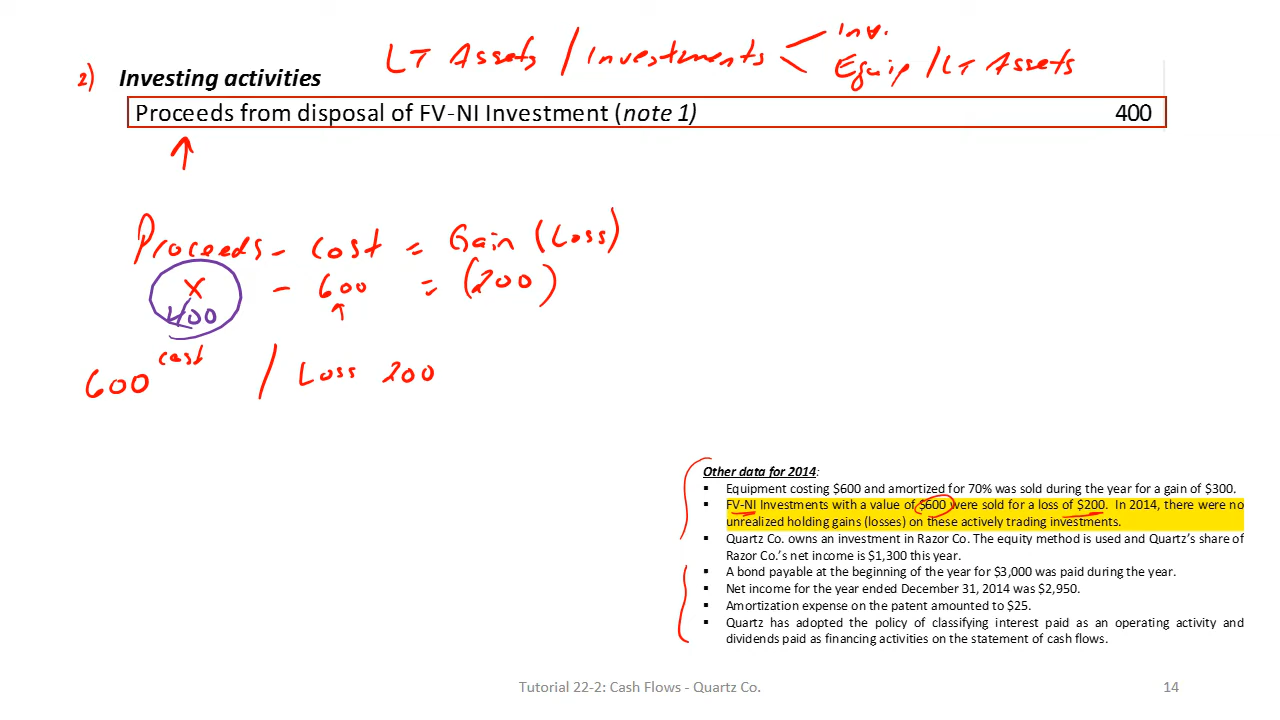 LT Assets / Investments < Inv.
Equip / LT Assets
2) Investing activities
Proceeds from disposal of FV-NI Investment (note 1) 400
Proceeds - Cost = Gain (Loss)
X - 600 = (200)
400
600 cost / Loss 200
Other data for 2014:
▪ Equipment costing $600 and amortized for 70% was sold during the year for a gain of $300.
▪ FV-NI Investments with a value of $600 were sold for a loss of $200. In 2014, there were no
unrealized holding gains (losses) on these actively trading investments.
▪ Quartz Co. owns an investment in Razor Co. The equity method is used and Quartz's share of
Razor Co.'s net income is $1,300 this year.
▪ A bond payable at the beginning of the year for $3,000 was paid during the year.
▪ Net income for the year ended December 31, 2014 was $2,950.
▪ Amortization expense on the patent amounted to $25.
▪ Quartz has adopted the policy of classifying interest paid as an operating activity and
dividends paid as financing activities on the statement of cash flows.
Tutorial 22-2: Cash Flows - Quartz Co. 14